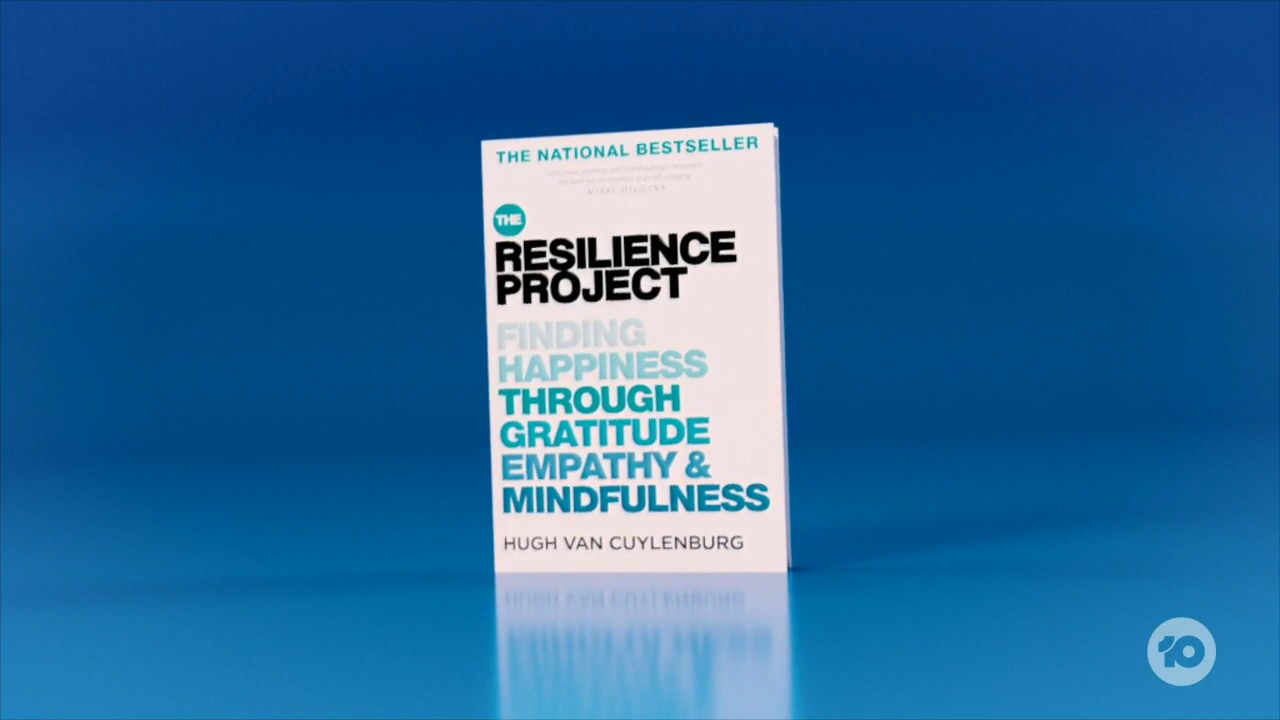 THE NATIONAL BESTSELLER
THE
RESILIENCE
PROJECT
FINDING
HAPPINESS
THROUGH
GRATITUDE
EMPATHY &
MINDFULNESS
HUGH VAN CUYLENBURG
10